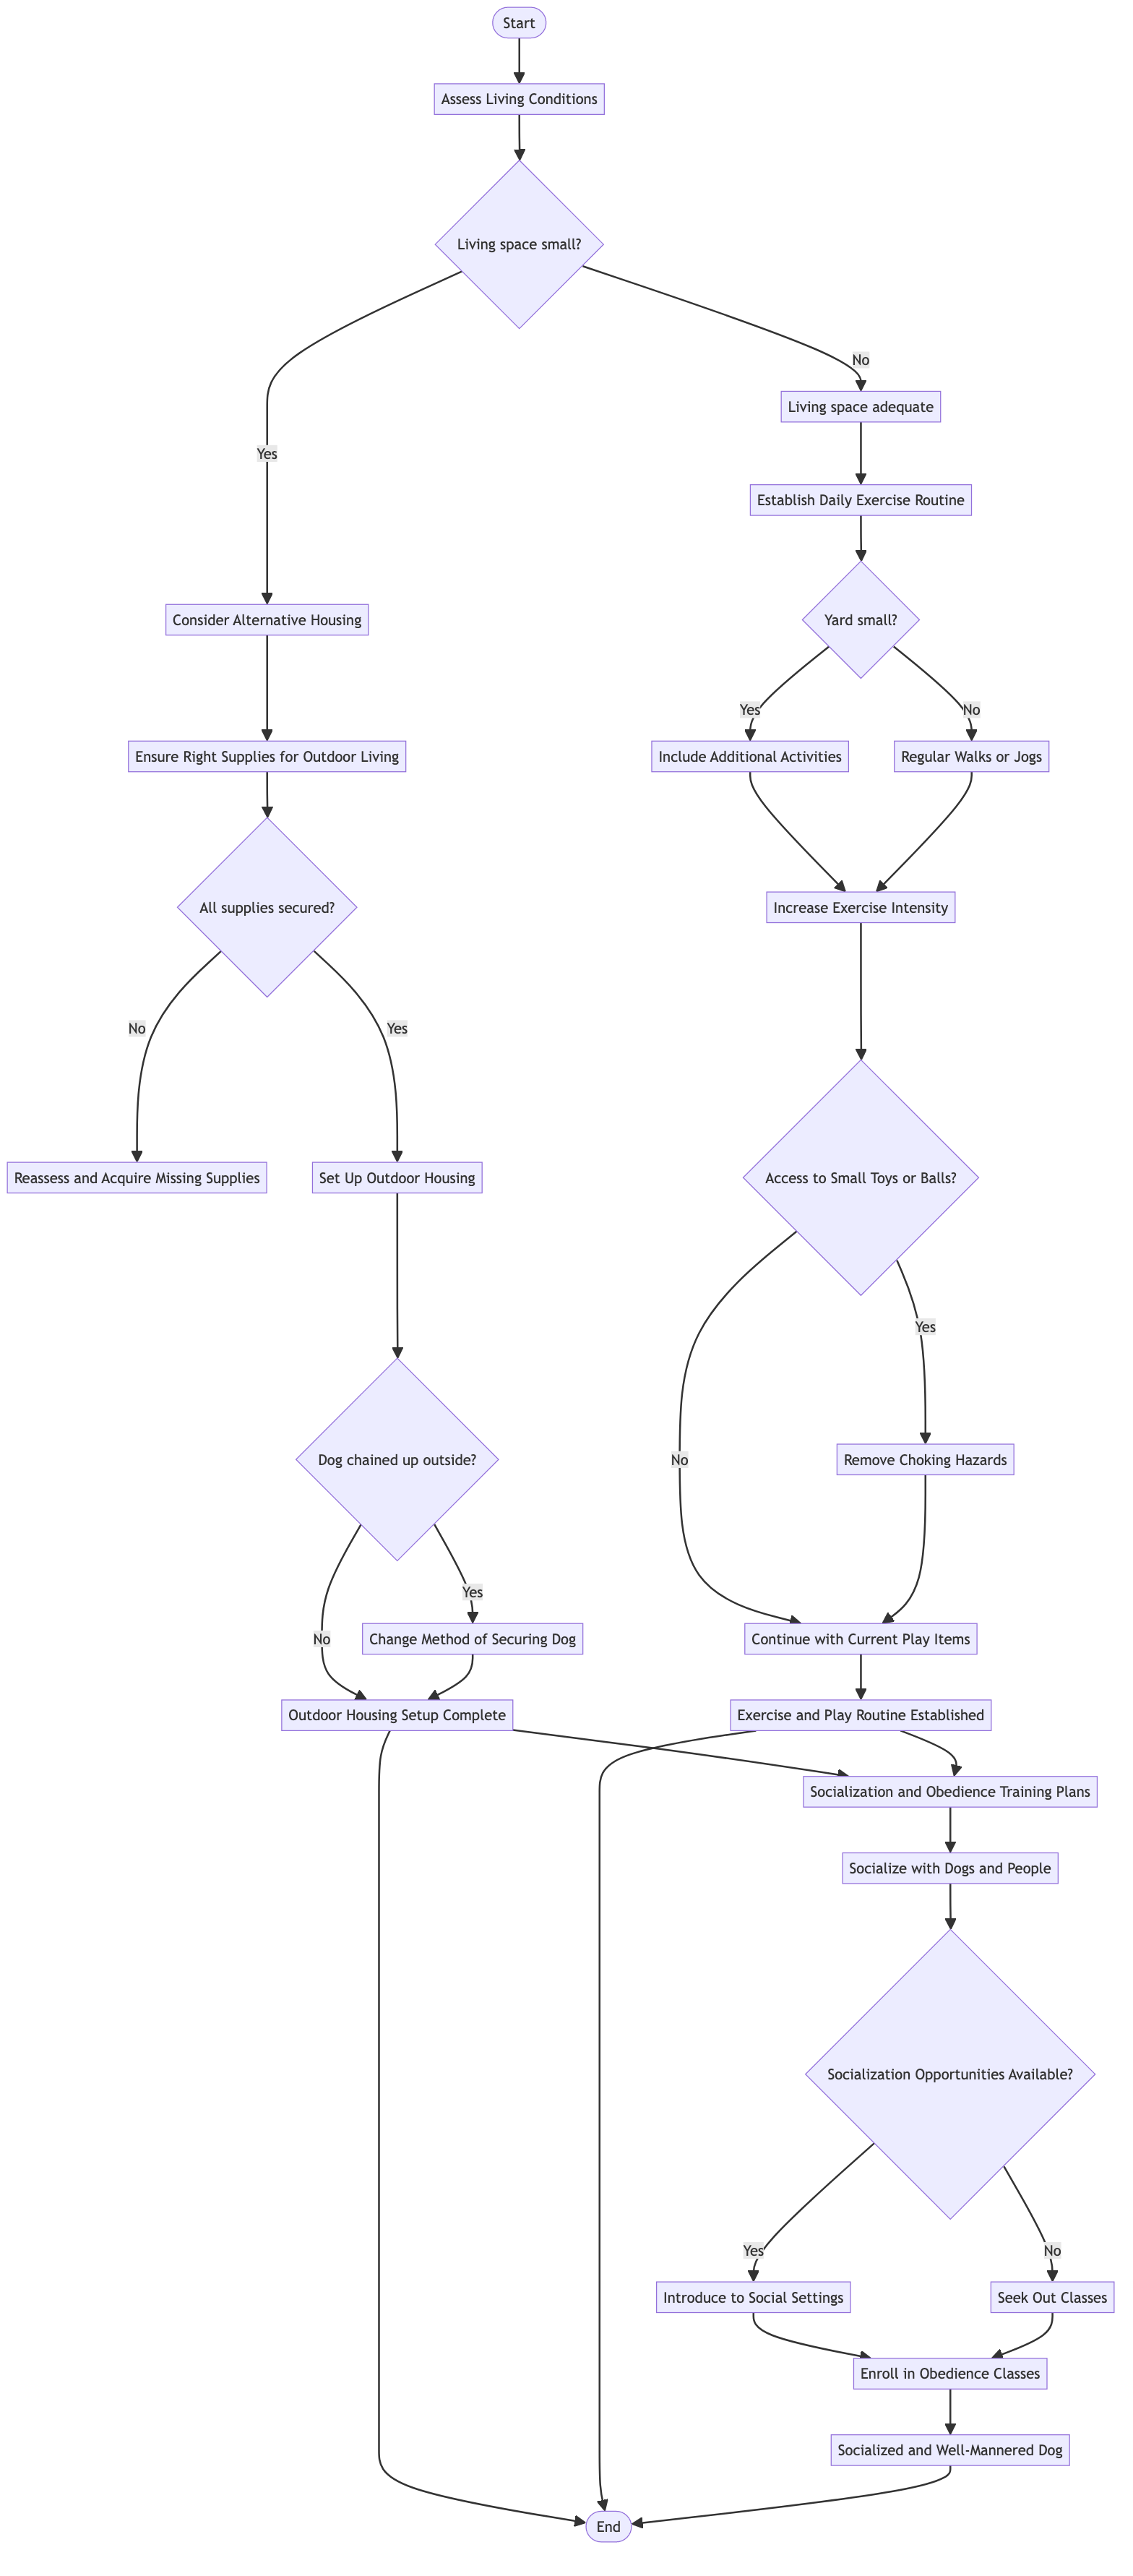 Start
Assess Living Conditions
Living space small?
No
Living space adequate
Yes
Establish Daily Exercise Routine
Consider Alternative Housing
Yard small?
Yes
No
Ensure Right Supplies for Outdoor Living
Include Additional Activities
Regular Walks or Jogs
All supplies secured?
Increase Exercise Intensity
No
Yes
Reassess and Acquire Missing Supplies
Set Up Outdoor Housing
Access to Small Toys or Balls?
Yes
Dog chained up outside?
No
Remove Choking Hazards
Yes
No
Change Method of Securing Dog
Continue with Current Play Items
Outdoor Housing Setup Complete
Exercise and Play Routine Established
Socialization and Obedience Training Plans
Socialize with Dogs and People
Socialization Opportunities Available?
Yes
No
Introduce to Social Settings
Seek Out Classes
Enroll in Obedience Classes
Socialized and Well-Mannered Dog
End